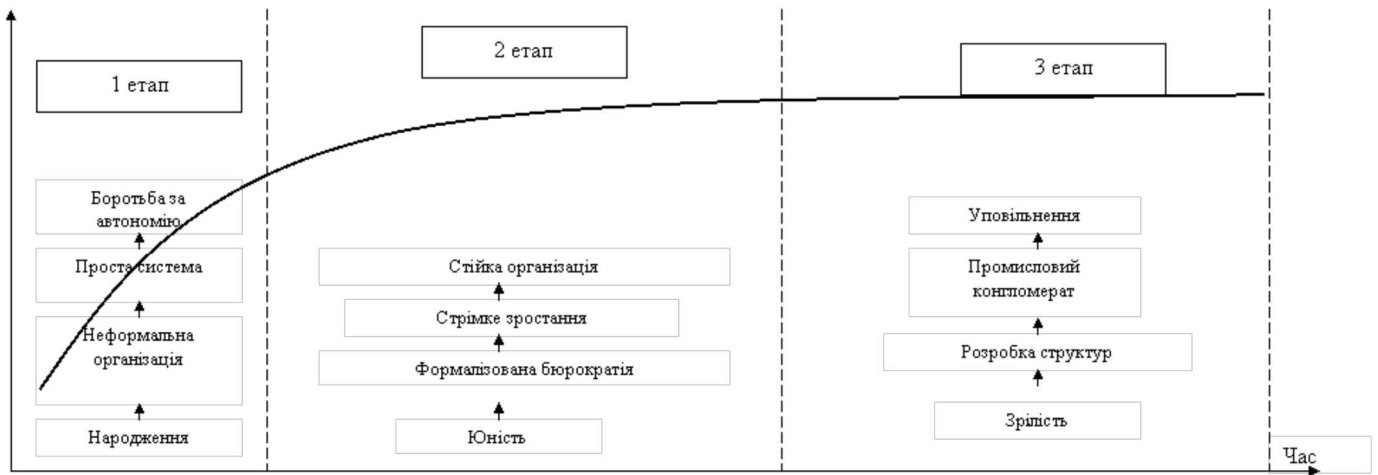 1 етап
Боротьба за
автономію
Проста система
Неформальна
організація
Народження
2 етап
Стійка організація
Стрімке зростання
Формалізована бюрократія
Юність
3 етап
Уповільнення
Промисловий
конгломерат
Розробка структур
Зрілість
Час